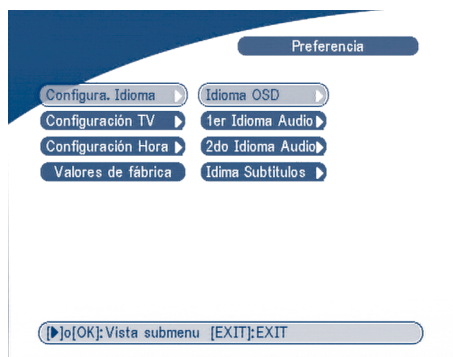 Preferencia
Configura. Idioma
Idioma OSD
Configuración TV
1er Idioma Audio
Configuración Hora
2do Idioma Audio
Valores de fábrica
Idima Subtitulos
[▶]o[OK]:Vista submenu [EXIT]:EXIT